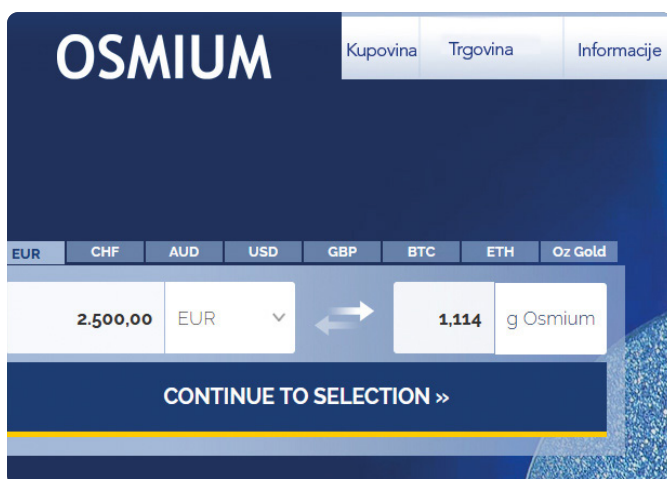 OSMIUM
Kupovina Trgovina Informacije
EUR CHF AUD USD GBP BTC ETH Oz Gold
2.500,00 EUR 1,114 g Osmium
CONTINUE TO SELECTION »